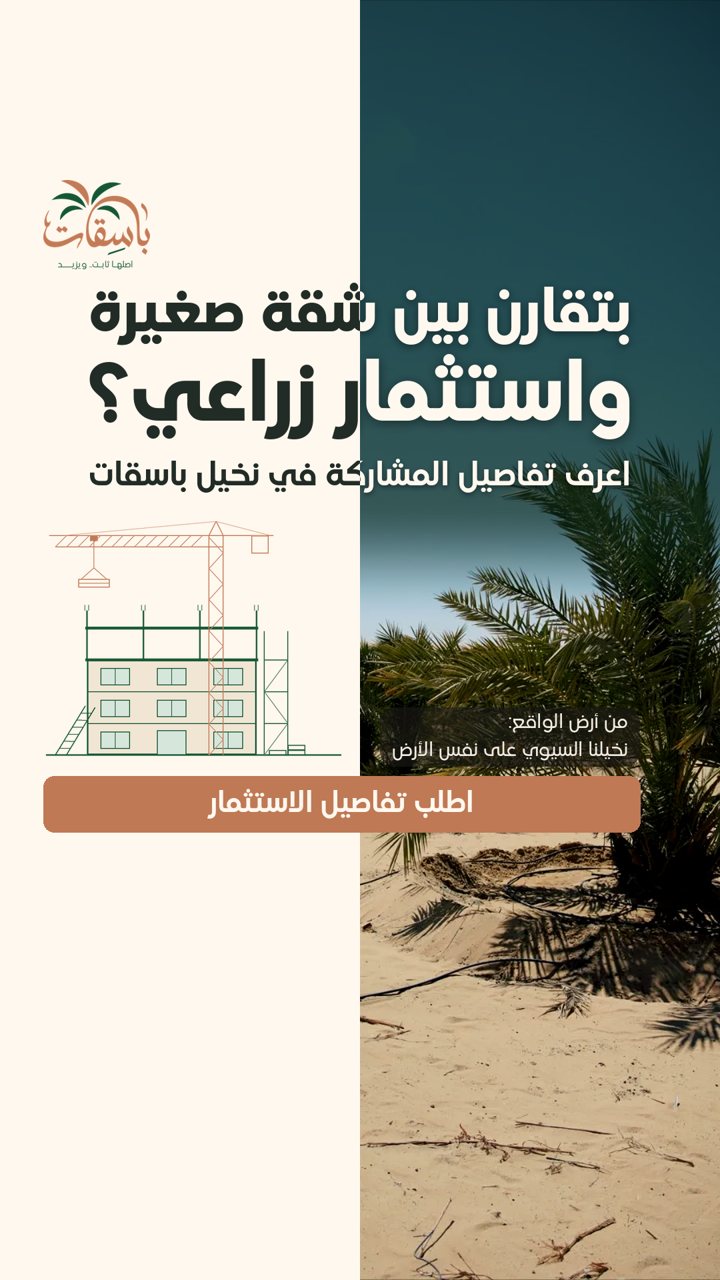 باسقات
اصلها ثابت.. ويزيــد
بتقارن بين شقة صغيرة
واستثمار زراعي؟
اعرف تفاصيل المشاركة في نخيل باسقات
من أرض الواقع:
نخيلنا السيوي على نفس الأرض
اطلب تفاصيل الاستثمار